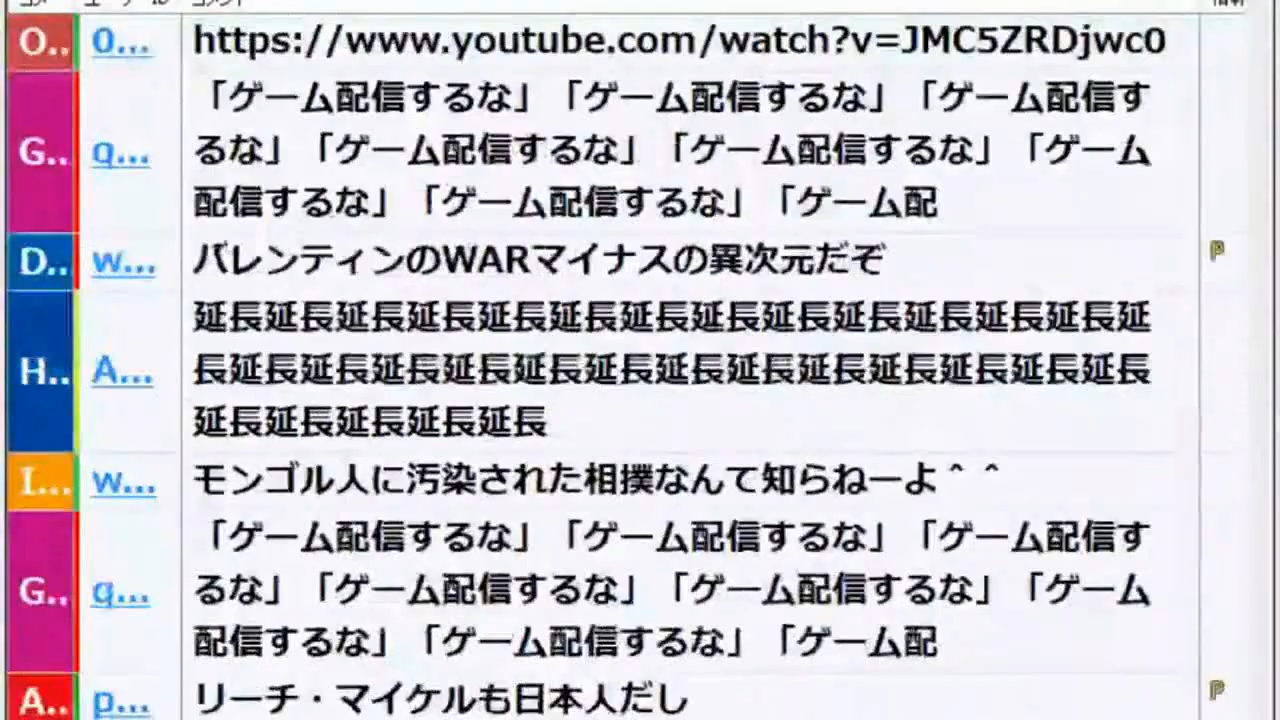 O.. 0... https://www.youtube.com/watch?v=JMC5ZRDjwc0
「ゲーム配信するな」「ゲーム配信するな」「ゲーム配信す
G.. q... るな」「ゲーム配信するな」「ゲーム配信するな」「ゲーム
配信するな」「ゲーム配信するな」「ゲーム配
D.. w... バレンティンのWARマイナスの異次元だぞ P
延長延長延長延長延長延長延長延長延長延長延長延長延長延
H.. A... 長延長延長延長延長延長延長延長延長延長延長延長延長延長
延長延長延長延長延長
I... w... モンゴル人に汚染された相撲なんて知らねーよ＾＾
「ゲーム配信するな」「ゲーム配信するな」「ゲーム配信す
G.. q... るな」「ゲーム配信するな」「ゲーム配信するな」「ゲーム
配信するな」「ゲーム配信するな」「ゲーム配
A.. p... リーチ・マイケルも日本人だし P